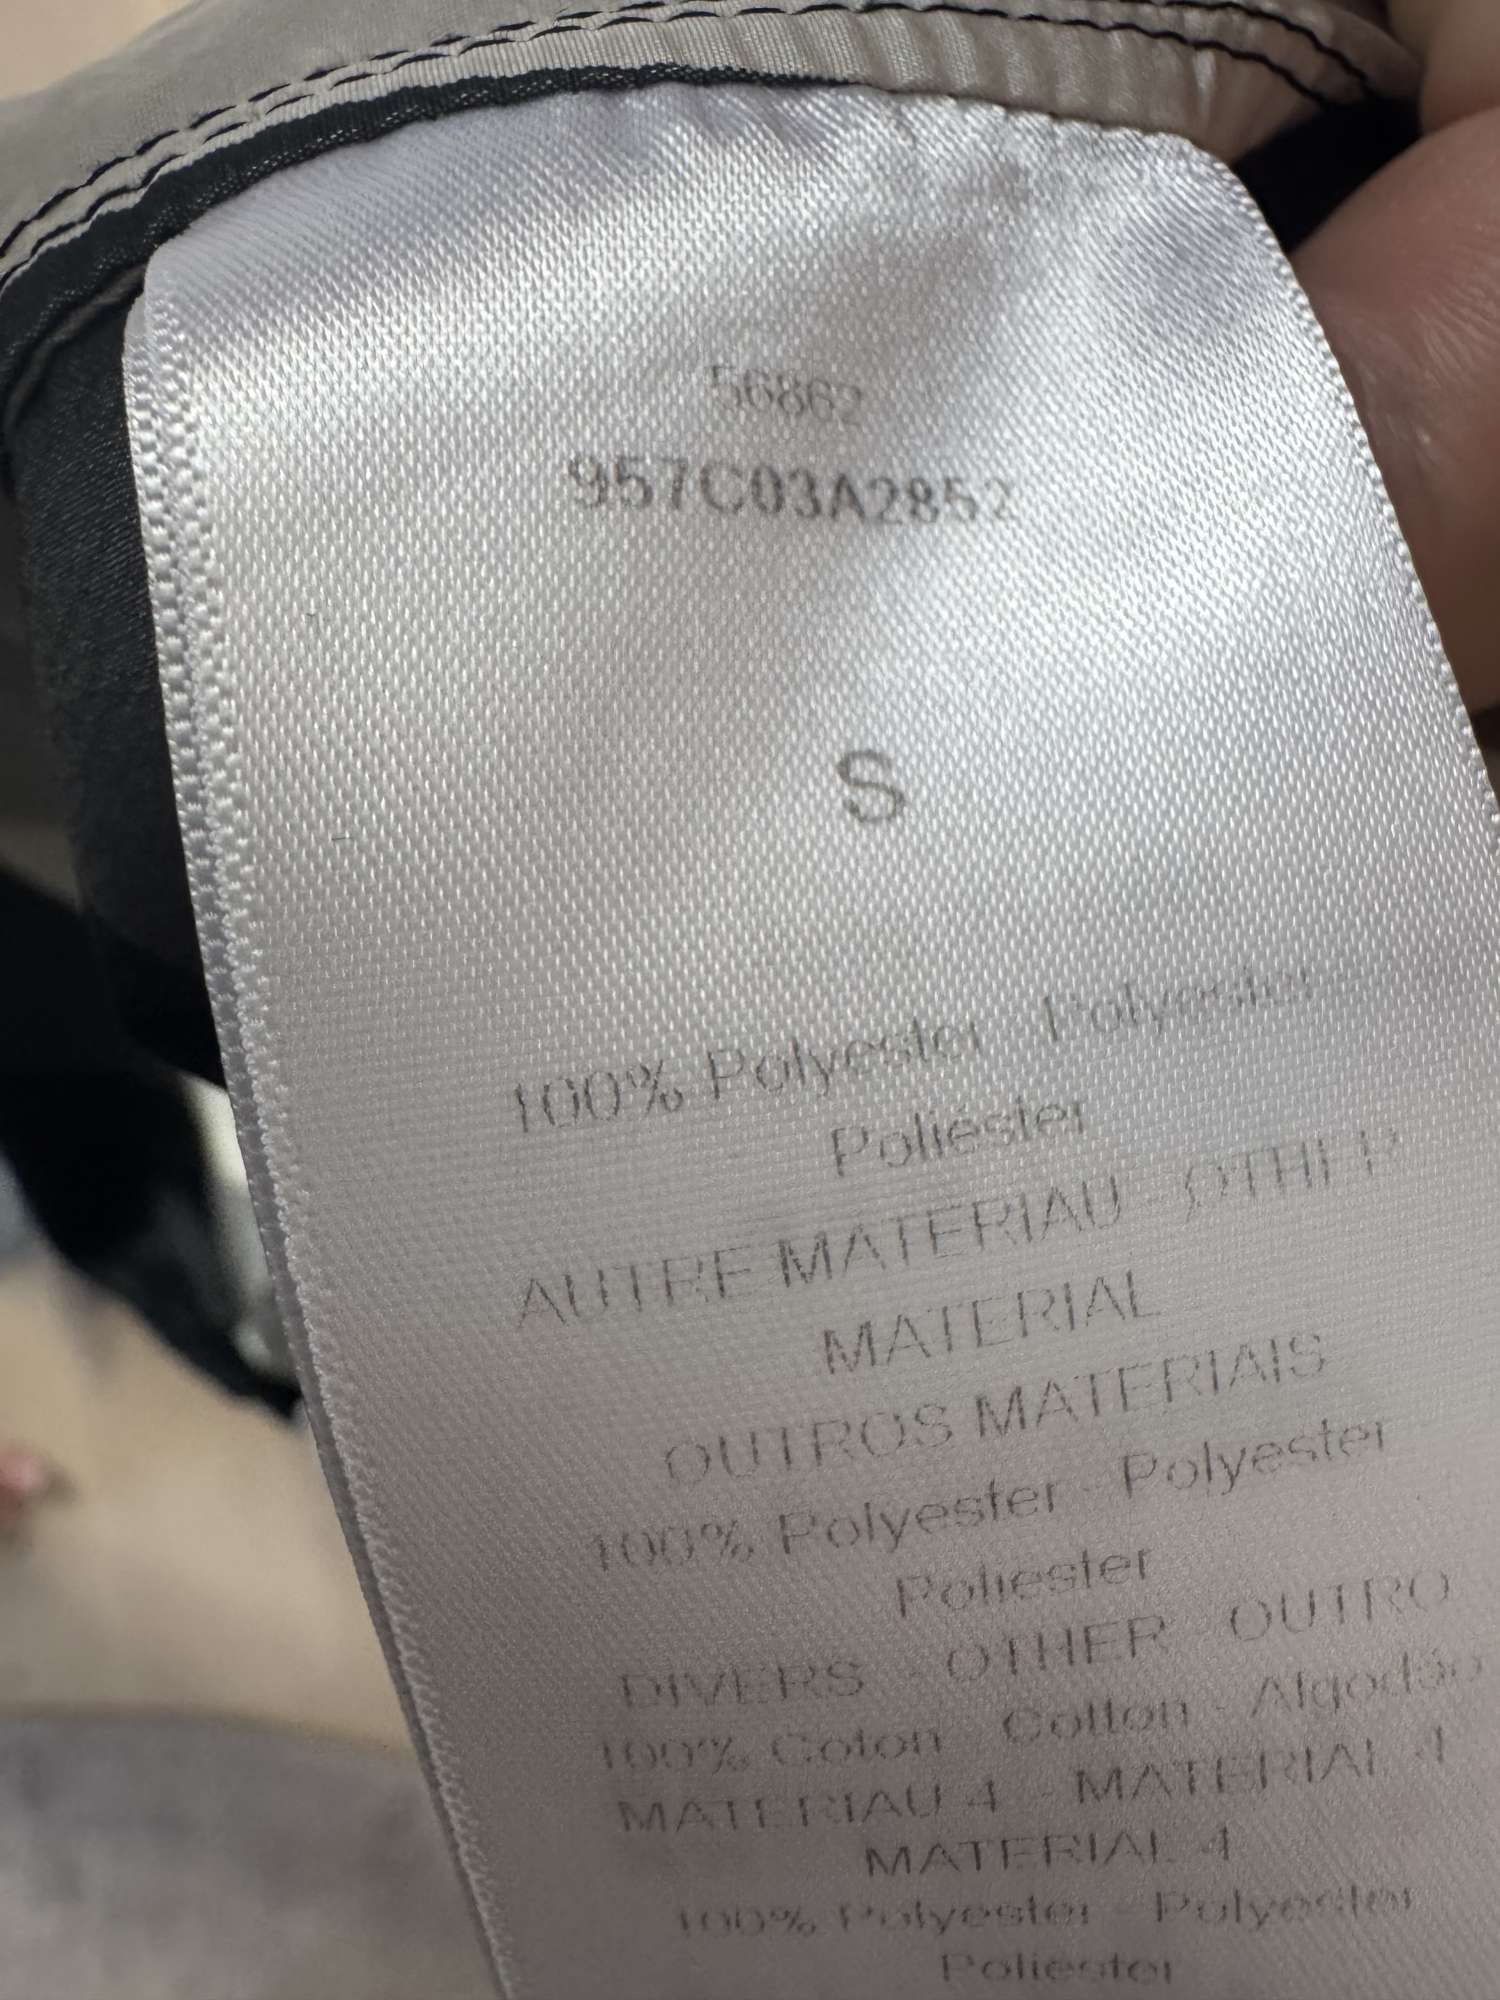 56862
957C03A2852
S
100% Polyester - Polyester
Poliéster
AUTRE MATERIAU - OTHER
MATERIAL
OUTROS MATERIAIS
100% Polyester - Polyester
Poliéster
DIVERS - OTHER - OUTRO
100% Coton - Cotton - Algodão
MATERIAU 4 - MATERIAL 4
MATERIAL 4
100% Polyester - Polyester
Poliéster